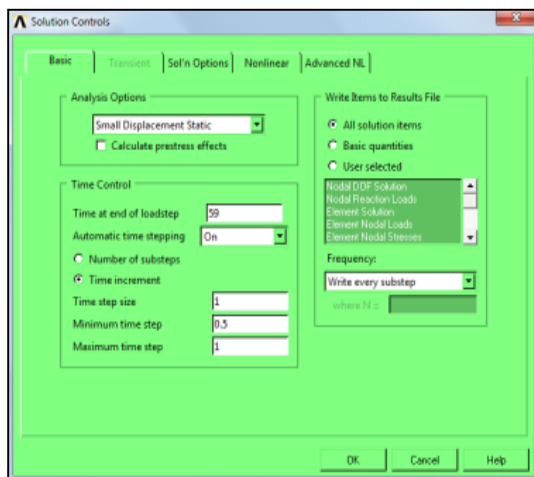 Solution Controls
Basic
Transient
Sol'n Options
Nonlinear
Advanced NL
Analysis Options
Small Displacement Static
Calculate prestress effects
Time Control
Time at end of loadstep
59
Automatic time stepping
On
Number of substeps
Time increment
Time step size
1
Minimum time step
0.5
Maximum time step
1
Write Items to Results File
All solution items
Basic quantities
User selected
Nodal DOF Solution
Nodal Reaction Loads
Element Solution
Element Nodal Loads
Element Nodal Stresses
Frequency:
Write every substep
where N =
OK
Cancel
Help